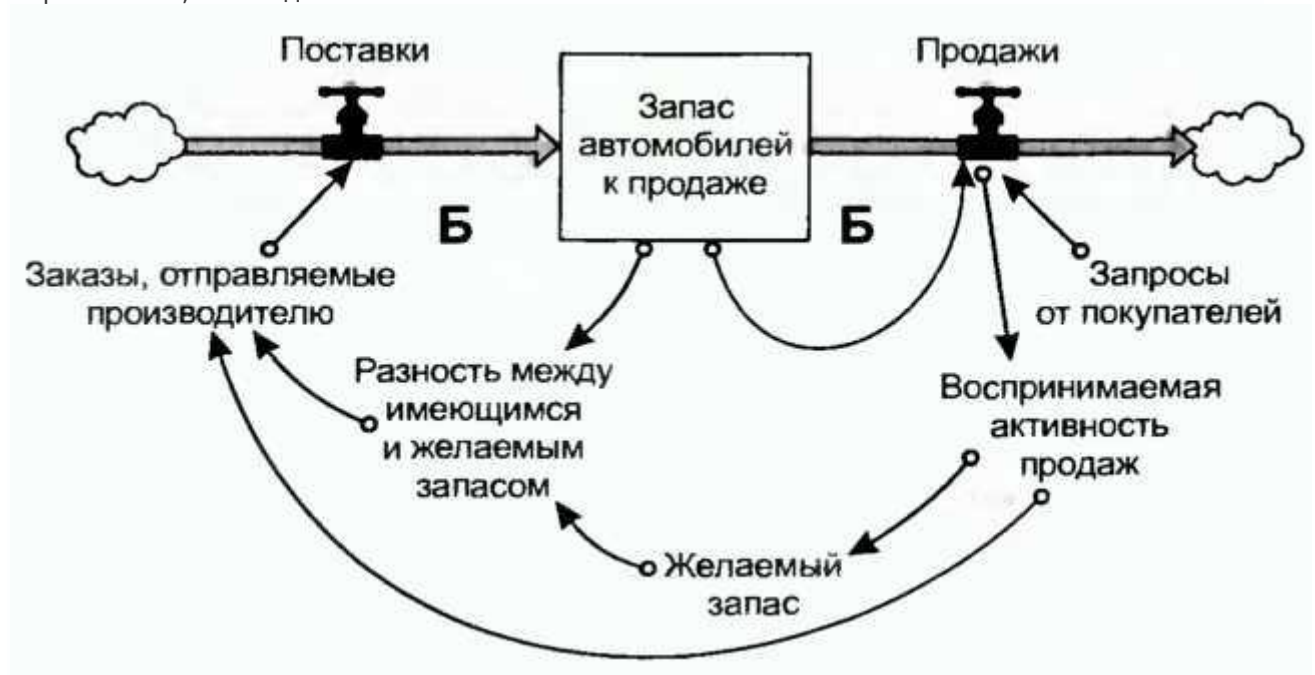 Поставки
Продажи
Запас
автомобилей
к продаже
Б
Б
Заказы, отправляемые
производителю
Запросы
от покупателей
Разность между
имеющимся
и желаемым
запасом
Воспринимаемая
активность
продаж
Желаемый
запас